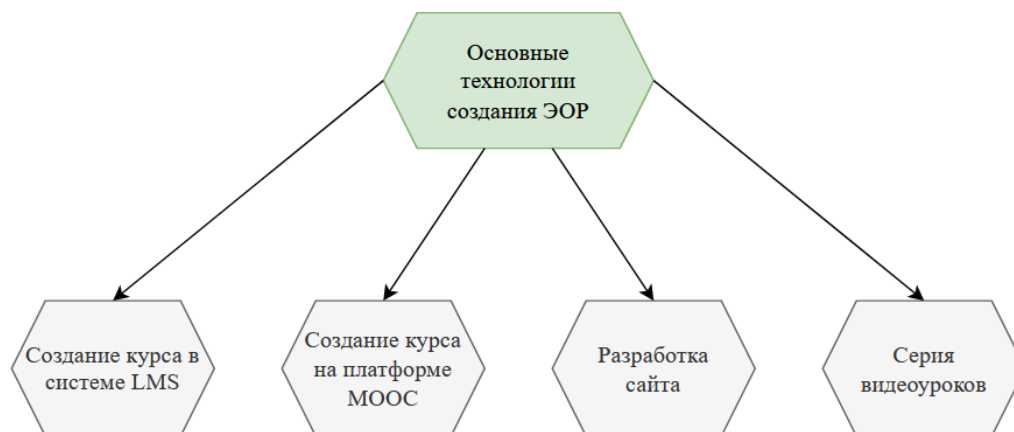 Основные
технологии
создания ЭОР
Создание курса в
системе LMS
Создание курса
на платформе
МООС
Разработка
сайта
Серия
видеоуроков